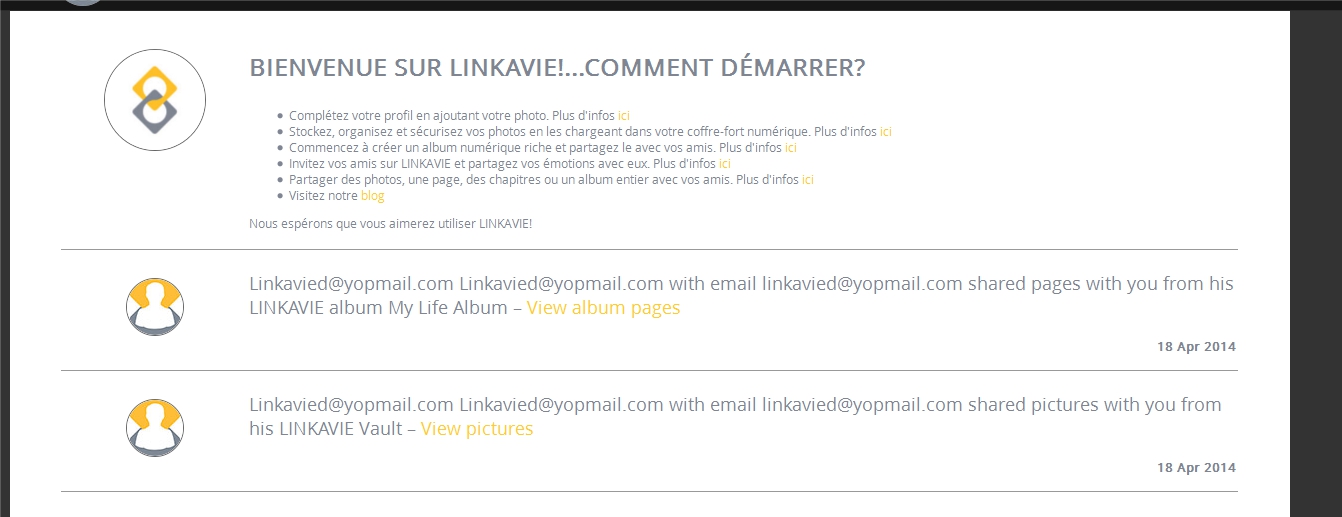 BIENVENUE SUR LINKAVIE!...COMMENT DÉMARRER?
Complétez votre profil en ajoutant votre photo. Plus d'infos ici
Stockez, organisez et sécurisez vos photos en les chargeant dans votre coffre-fort numérique. Plus d'infos ici
Commencez à créer un album numérique riche et partagez le avec vos amis. Plus d'infos ici
Invitez vos amis sur LINKAVIE et partagez vos émotions avec eux. Plus d'infos ici
Partager des photos, une page, des chapitres ou un album entier avec vos amis. Plus d'infos ici
Visitez notre blog
Nous espérons que vous aimerez utiliser LINKAVIE!
Linkavied@yopmail.com Linkavied@yopmail.com with email linkavied@yopmail.com shared pages with you from his
LINKAVIE album My Life Album – View album pages
18 Apr 2014
Linkavied@yopmail.com Linkavied@yopmail.com with email linkavied@yopmail.com shared pictures with you from
his LINKAVIE Vault – View pictures
18 Apr 2014